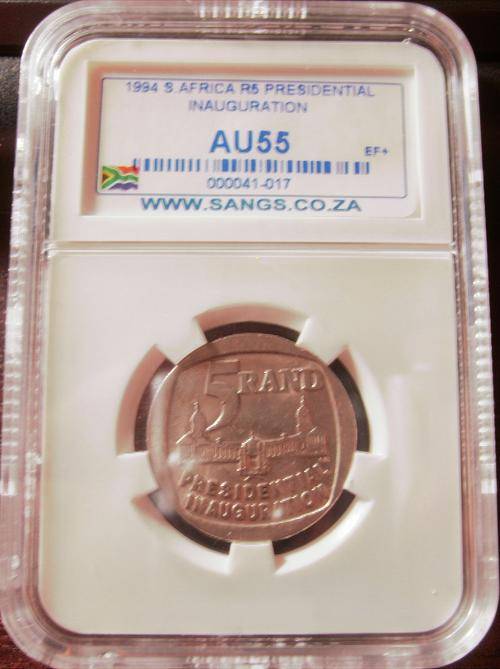 1994 S.AFRICA R5 PRESIDENTIAL
INAUGURATION
AU55
EF+
000041-017
WWW.SANGS.CO.ZA
5 RAND
PRESIDENTIAL
INAUGURATION